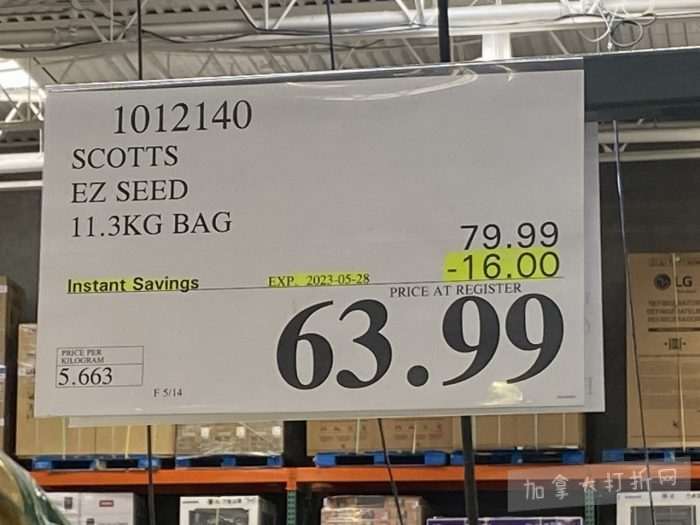 1012140
SCOTTS
EZ SEED
11.3KG BAG
79.99
-16.00
Instant Savings
EXP. 2023-05-28
PRICE AT REGISTER
63.99
PRICE PER
KILOGRAM
5.663
F 5/14
LG
加拿大打折网